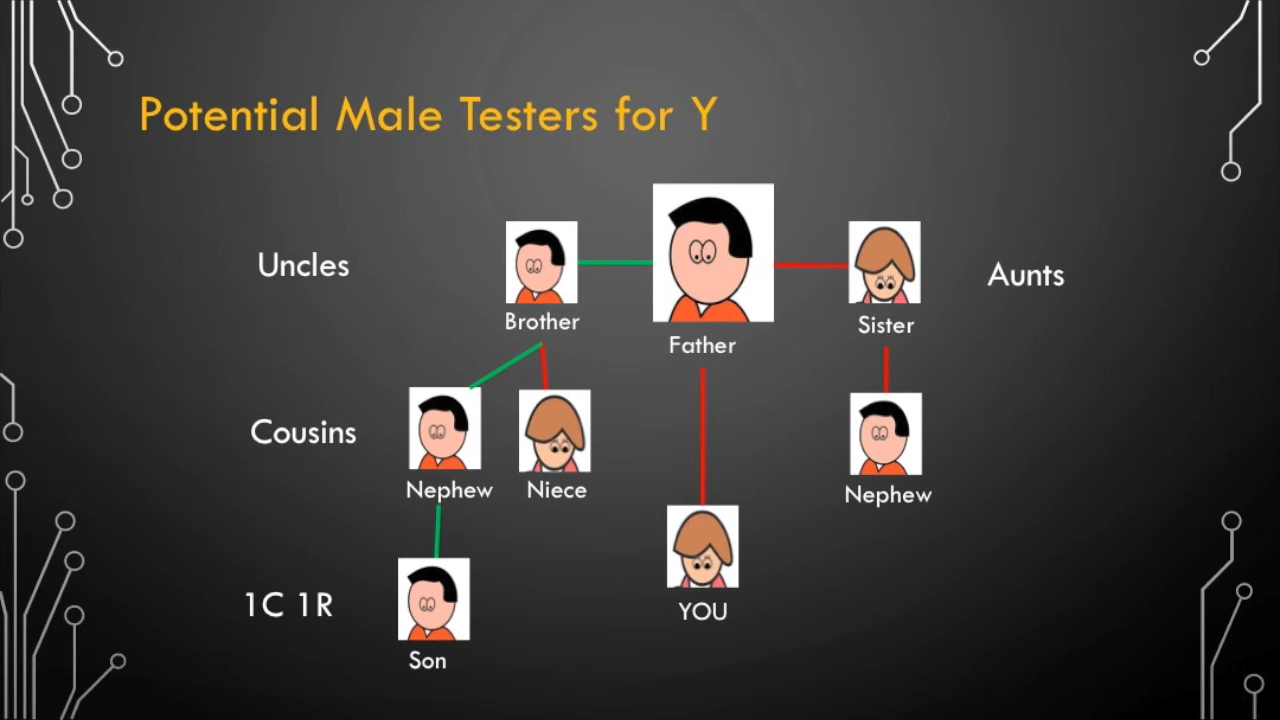 Potential Male Testers for Y
Uncles
Aunts
Brother
Father
Sister
Cousins
Nephew
Niece
Nephew
1C 1R
YOU
Son